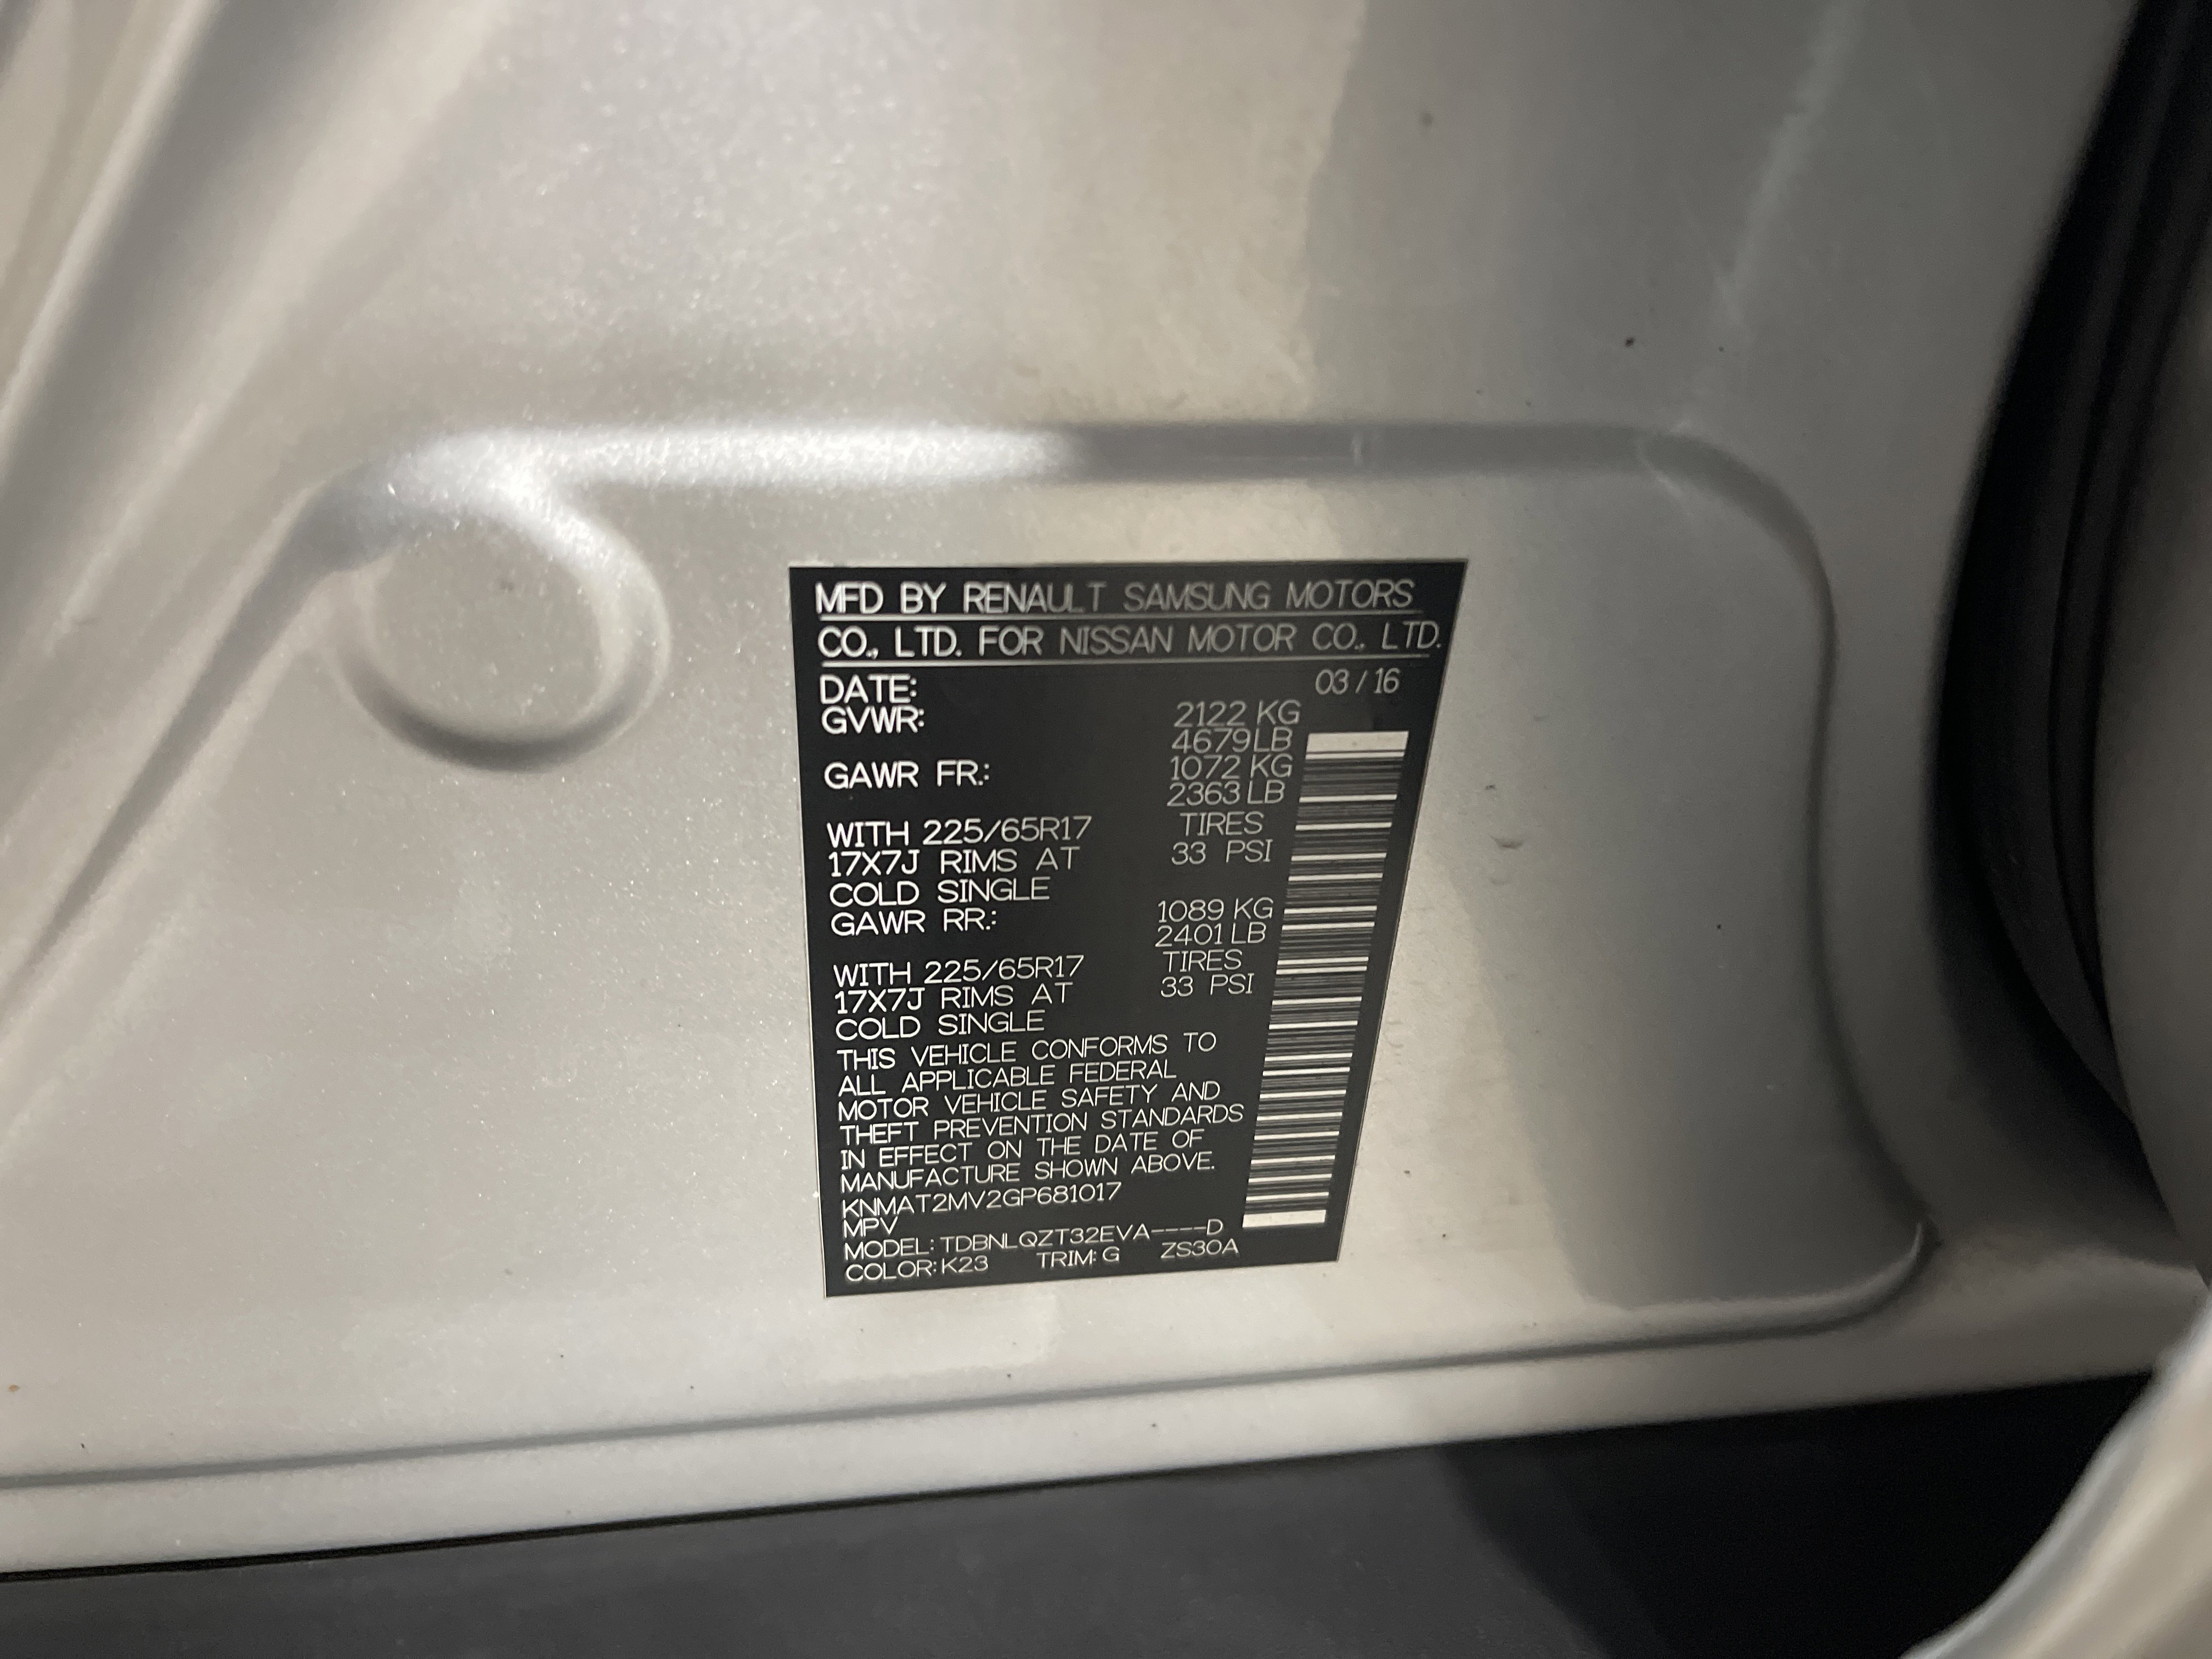 MFD BY RENAULT SAMSUNG MOTORS
CO., LTD. FOR NISSAN MOTOR CO., LTD.
DATE: 03 / 16
GVWR: 2122 KG
4679 LB
GAWR FR.: 1072 KG
2363 LB
WITH 225/65R17 TIRES
17X7J RIMS AT 33 PSI
COLD SINGLE
GAWR RR.: 1089 KG
2401 LB
WITH 225/65R17 TIRES
17X7J RIMS AT 33 PSI
COLD SINGLE
THIS VEHICLE CONFORMS TO
ALL APPLICABLE FEDERAL
MOTOR VEHICLE SAFETY AND
THEFT PREVENTION STANDARDS
IN EFFECT ON THE DATE OF
MANUFACTURE SHOWN ABOVE.
KNMAT2MV2GP681017
MPV
MODEL: TDBNLQZT32EVA----D
COLOR: K23 TRIM: G ZS30A